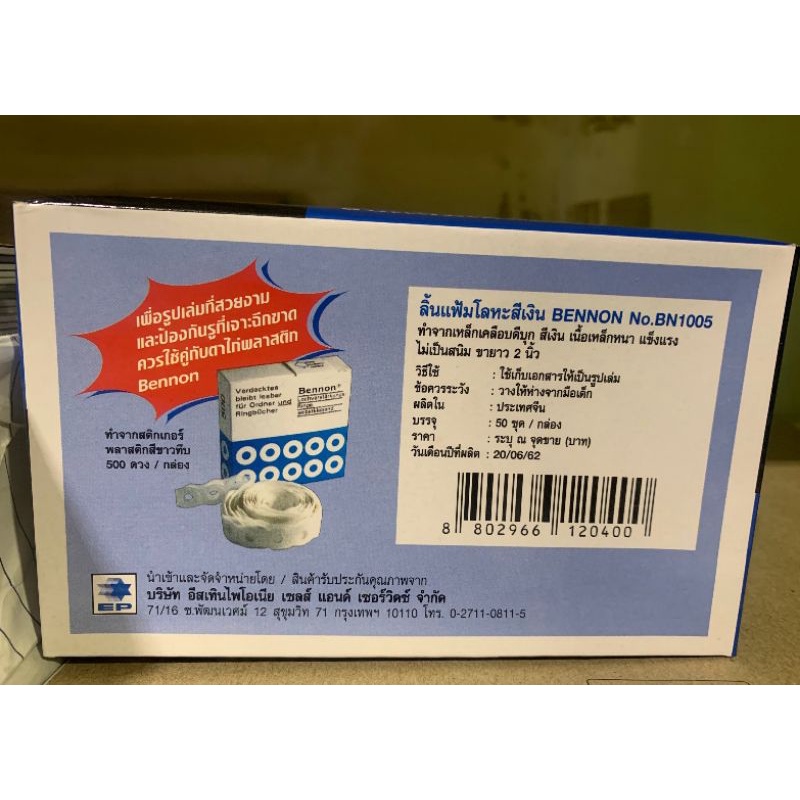 เพื่อรูปเล่มที่สวยงาม
และป้องกันรูที่เจาะฉีกขาด
ควรใช้คู่กับตาไก่พลาสติก
Bennon
Verdecktes
bleibt lesbar
für Ordner und
Ringbücher
Bennon®
ทำจากสติกเกอร์
พลาสติกสีขาวทึบ
500 ดวง / กล่อง
ลิ้นแฟ้มโลหะสีเงิน BENNON No.BN1005
ทำจากเหล็กเคลือบดีบุก สีเงิน เนื้อเหล็กหนา แข็งแรง
ไม่เป็นสนิม ขายาว 2 นิ้ว
วิธีใช้ : ใช้เก็บเอกสารให้เป็นรูปเล่ม
ข้อควรระวัง : วางให้ห่างจากมือเด็ก
ผลิตใน : ประเทศจีน
บรรจุ : 50 ชุด / กล่อง
ราคา : ระบุ ณ จุดขาย (บาท)
วันเดือนปีที่ผลิต : 20/06/62
8 802966 120400
EP
นำเข้าและจัดจำหน่ายโดย / สินค้ารับประกันคุณภาพจาก
บริษัท อีสเทิร์นไพโอเนีย เซลส์ แอนด์ เซอร์วิดซ์ จำกัด
71/16 ซ.พัฒนเวศม์ 12 สุขุมวิท 71 กรุงเทพฯ 10110 โทร. 0-2711-0811-5